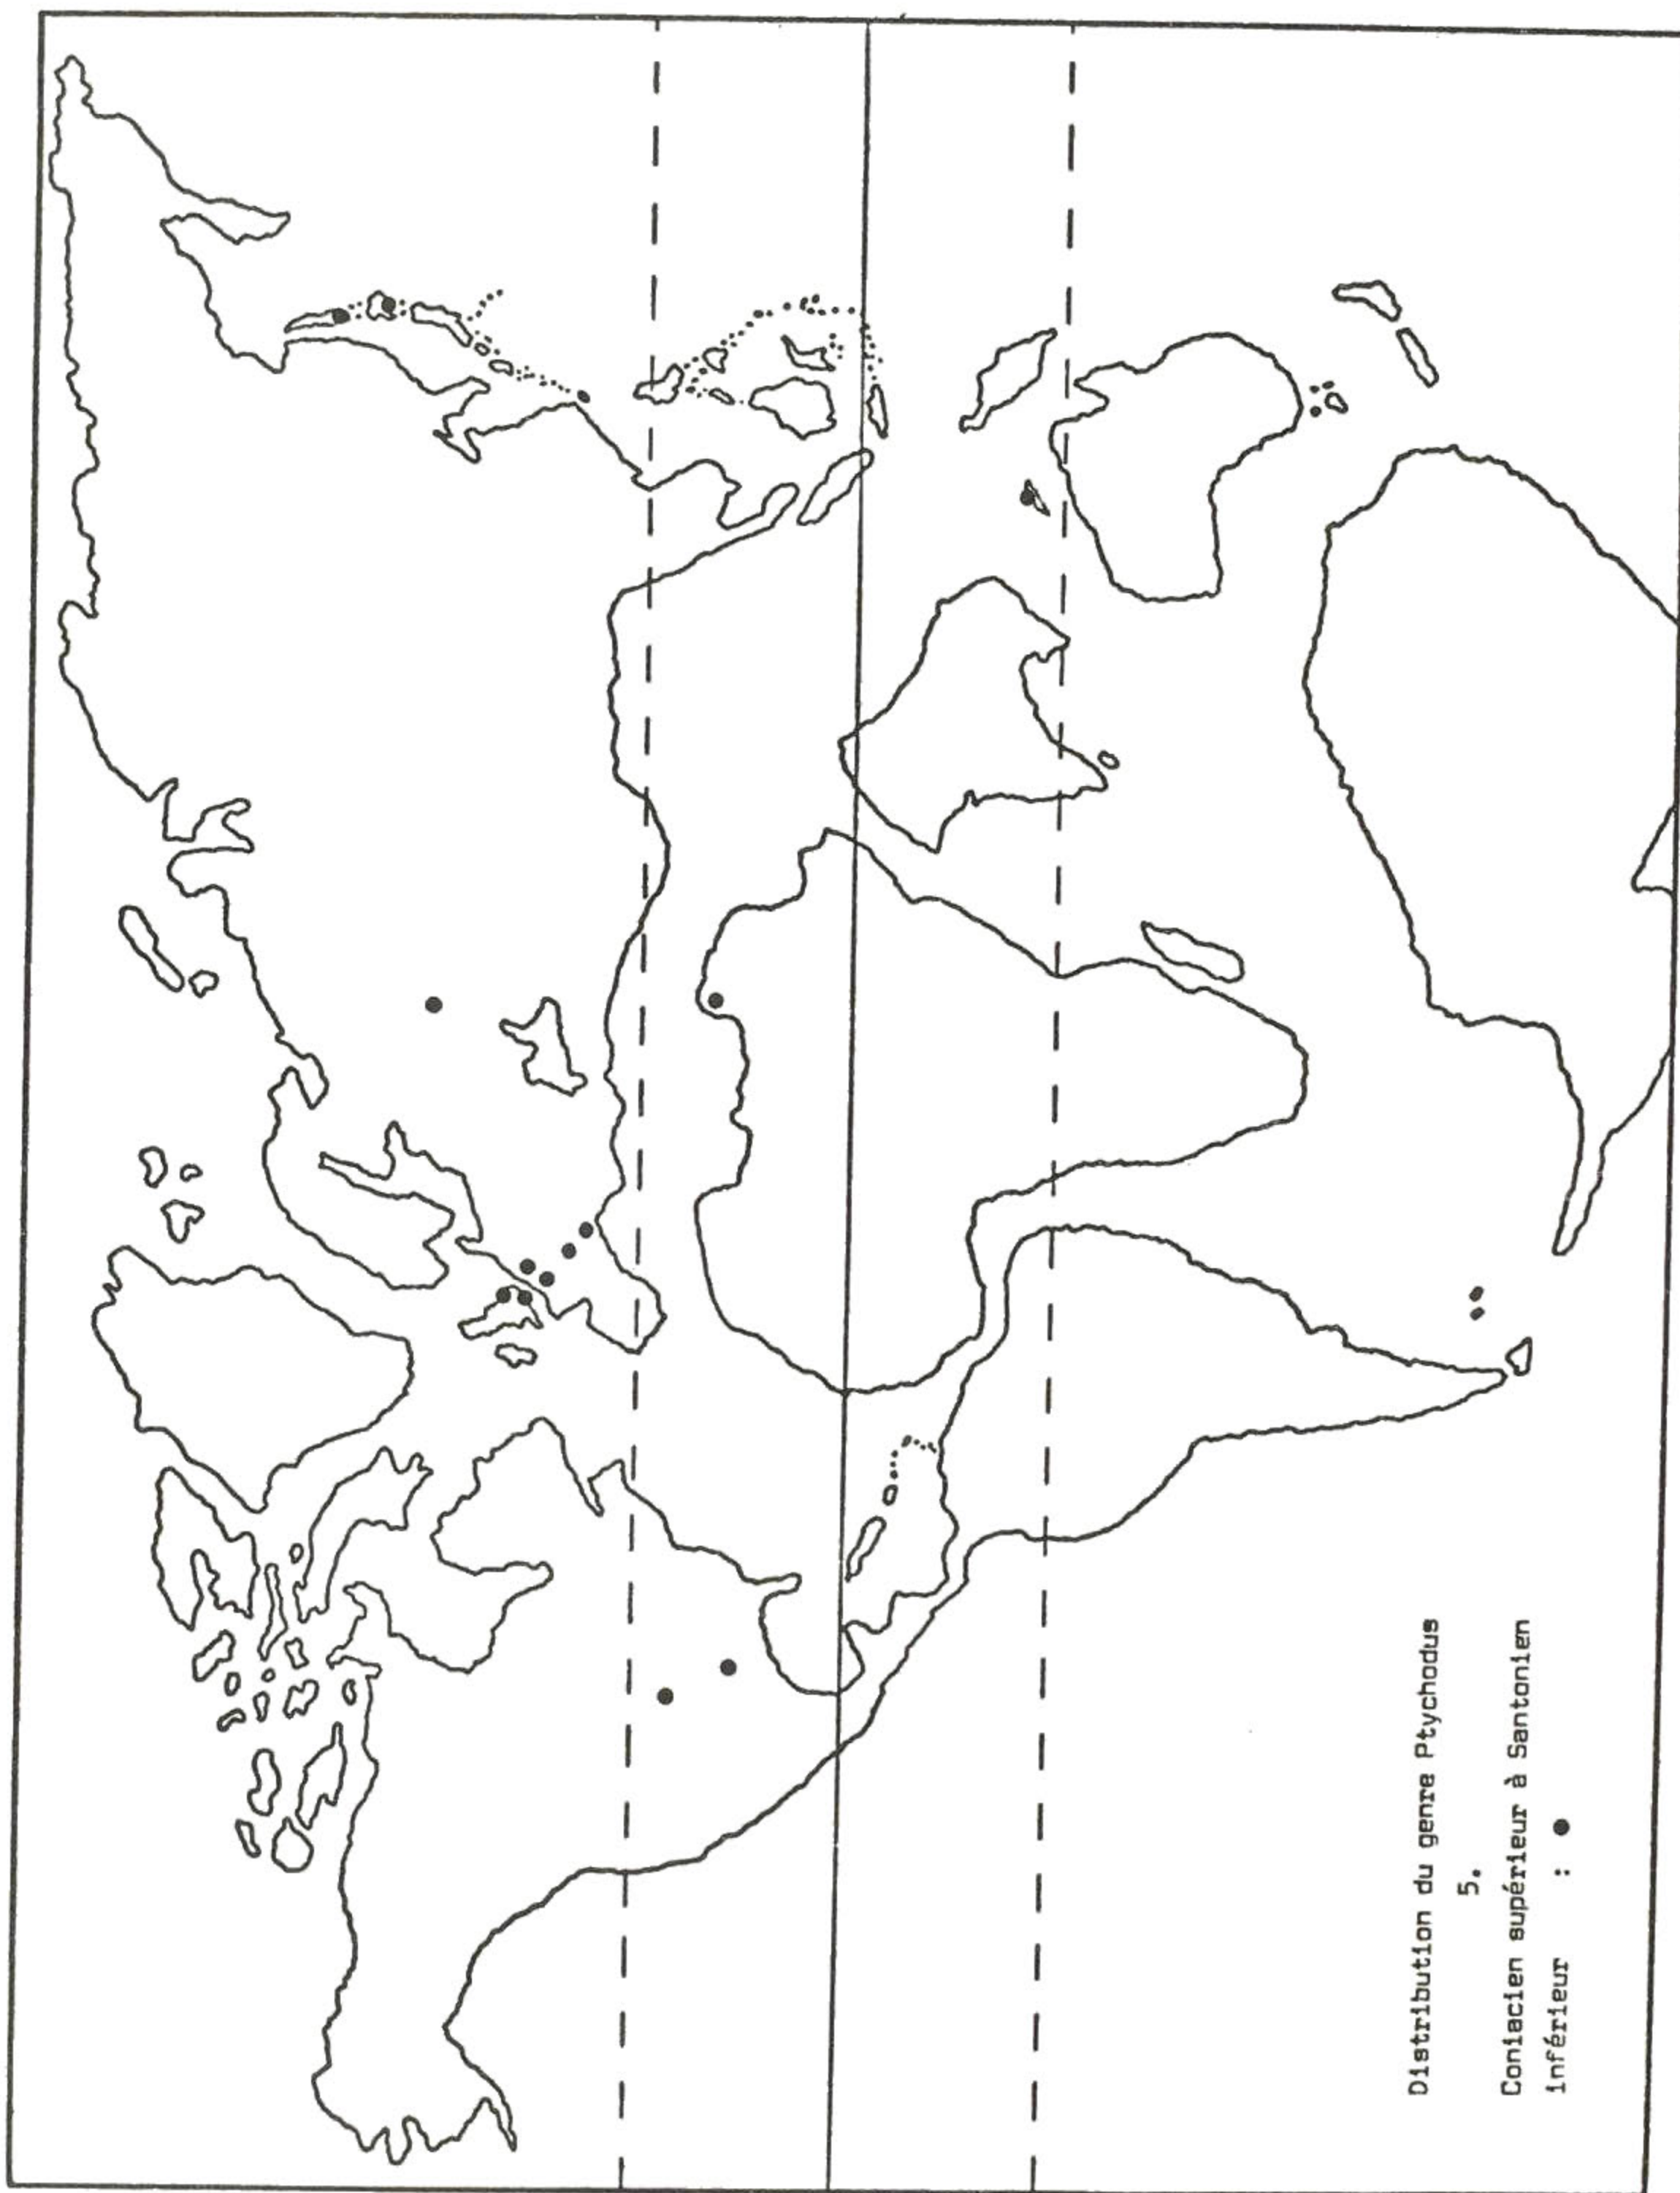 Distribution du genre Ptychodus
5.
Coniacien supérieur à Santonien
inférieur : ●